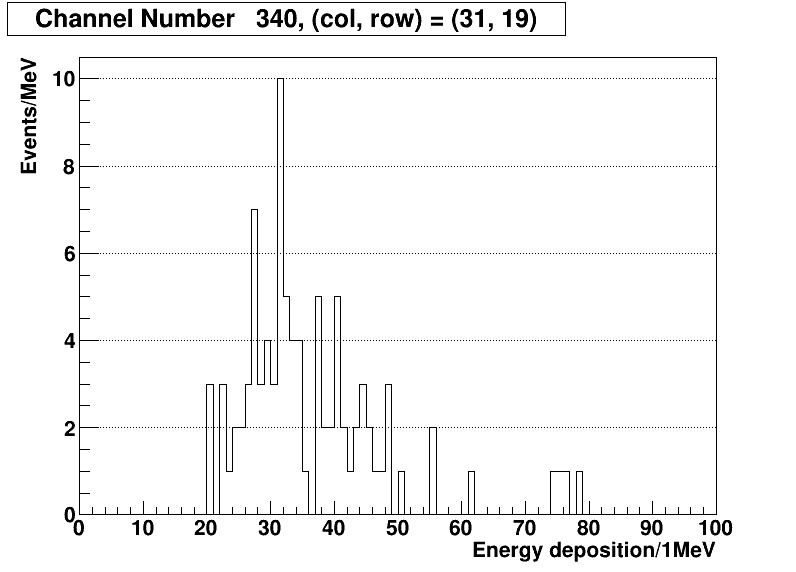 Channel Number 340, (col, row) = (31, 19)
Events/MeV
10
8
6
4
2
0
0 10 20 30 40 50 60 70 80 90 100
Energy deposition/1MeV